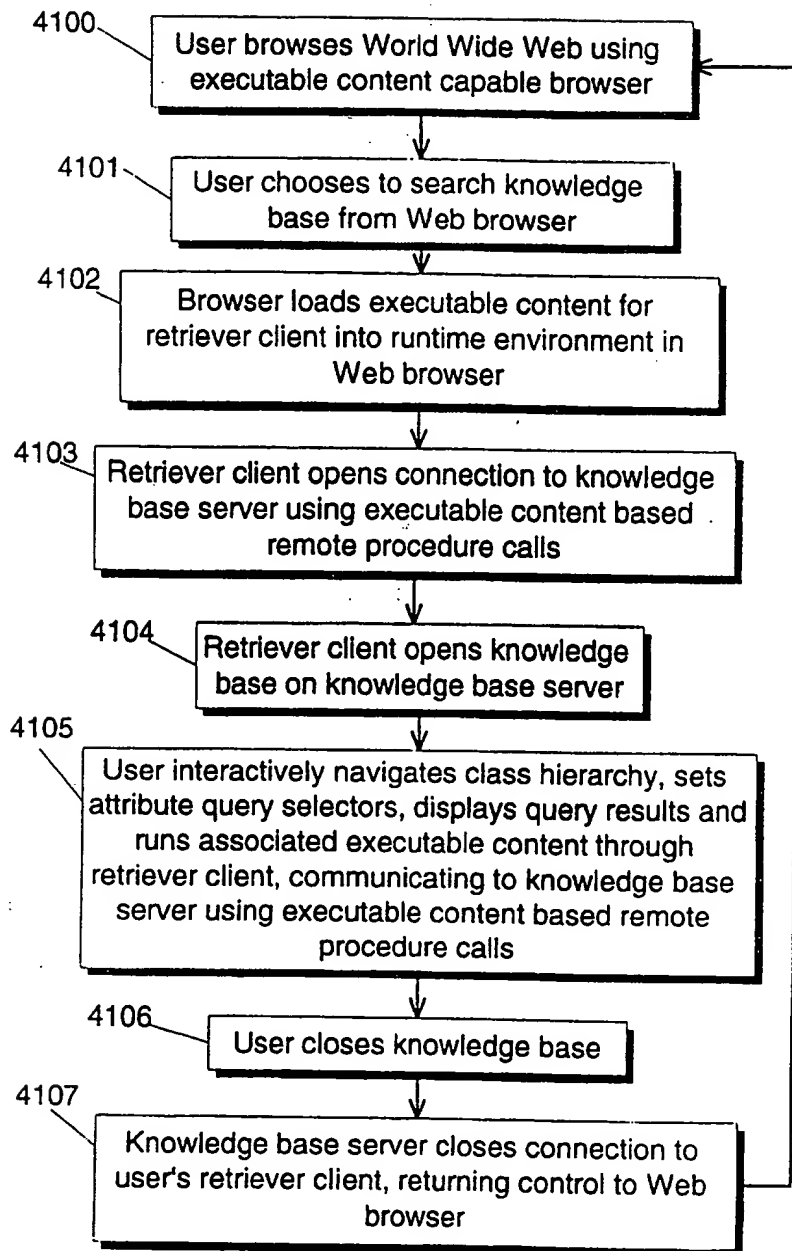 4100
User browses World Wide Web using
executable content capable browser
4101
User chooses to search knowledge
base from Web browser
4102
Browser loads executable content for
retriever client into runtime environment in
Web browser
4103
Retriever client opens connection to knowledge
base server using executable content based
remote procedure calls
4104
Retriever client opens knowledge
base on knowledge base server
4105
User interactively navigates class hierarchy, sets
attribute query selectors, displays query results and
runs associated executable content through
retriever client, communicating to knowledge base
server using executable content based remote
procedure calls
4106
User closes knowledge base
4107
Knowledge base server closes connection to
user's retriever client, returning control to Web
browser